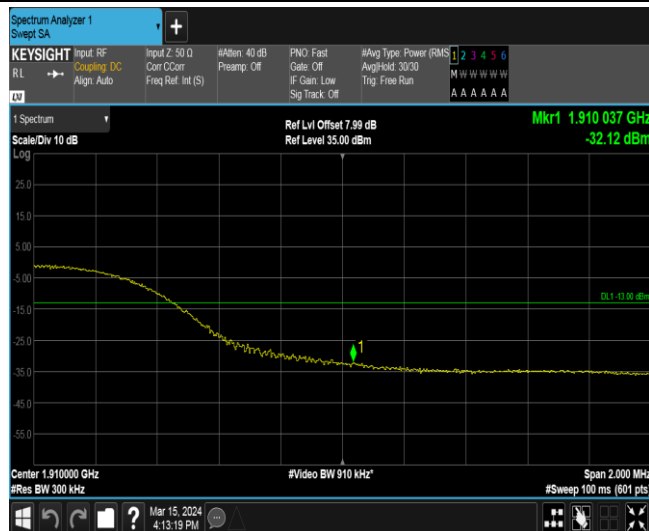 Spectrum Analyzer 1
Swept SA
KEYSIGHT
RL
LXI
Input: RF
Coupling: DC
Align: Auto
Input Z: 50 Ω
Corr CCorr
Freq Ref: Int (S)
#Atten: 40 dB
Preamp: Off
PNO: Fast
Gate: Off
IF Gain: Low
Sig Track: Off
#Avg Type: Power (RMS
Avg|Hold: 30/30
Trig: Free Run
1 2 3 4 5 6
M W W W W W
A A A A A A
1 Spectrum
Scale/Div 10 dB
Ref Lvl Offset 7.99 dB
Ref Level 35.00 dBm
Mkr1 1.910 037 GHz
-32.12 dBm
Log
25.0
15.0
5.00
-5.00
DL1 -13.00 dBm
-15.0
-25.0
1
-35.0
-45.0
-55.0
Center 1.910000 GHz
#Video BW 910 kHz*
Span 2.000 MHz
#Res BW 300 kHz
#Sweep 100 ms (601 pts)
?
Mar 15, 2024
4:13:19 PM